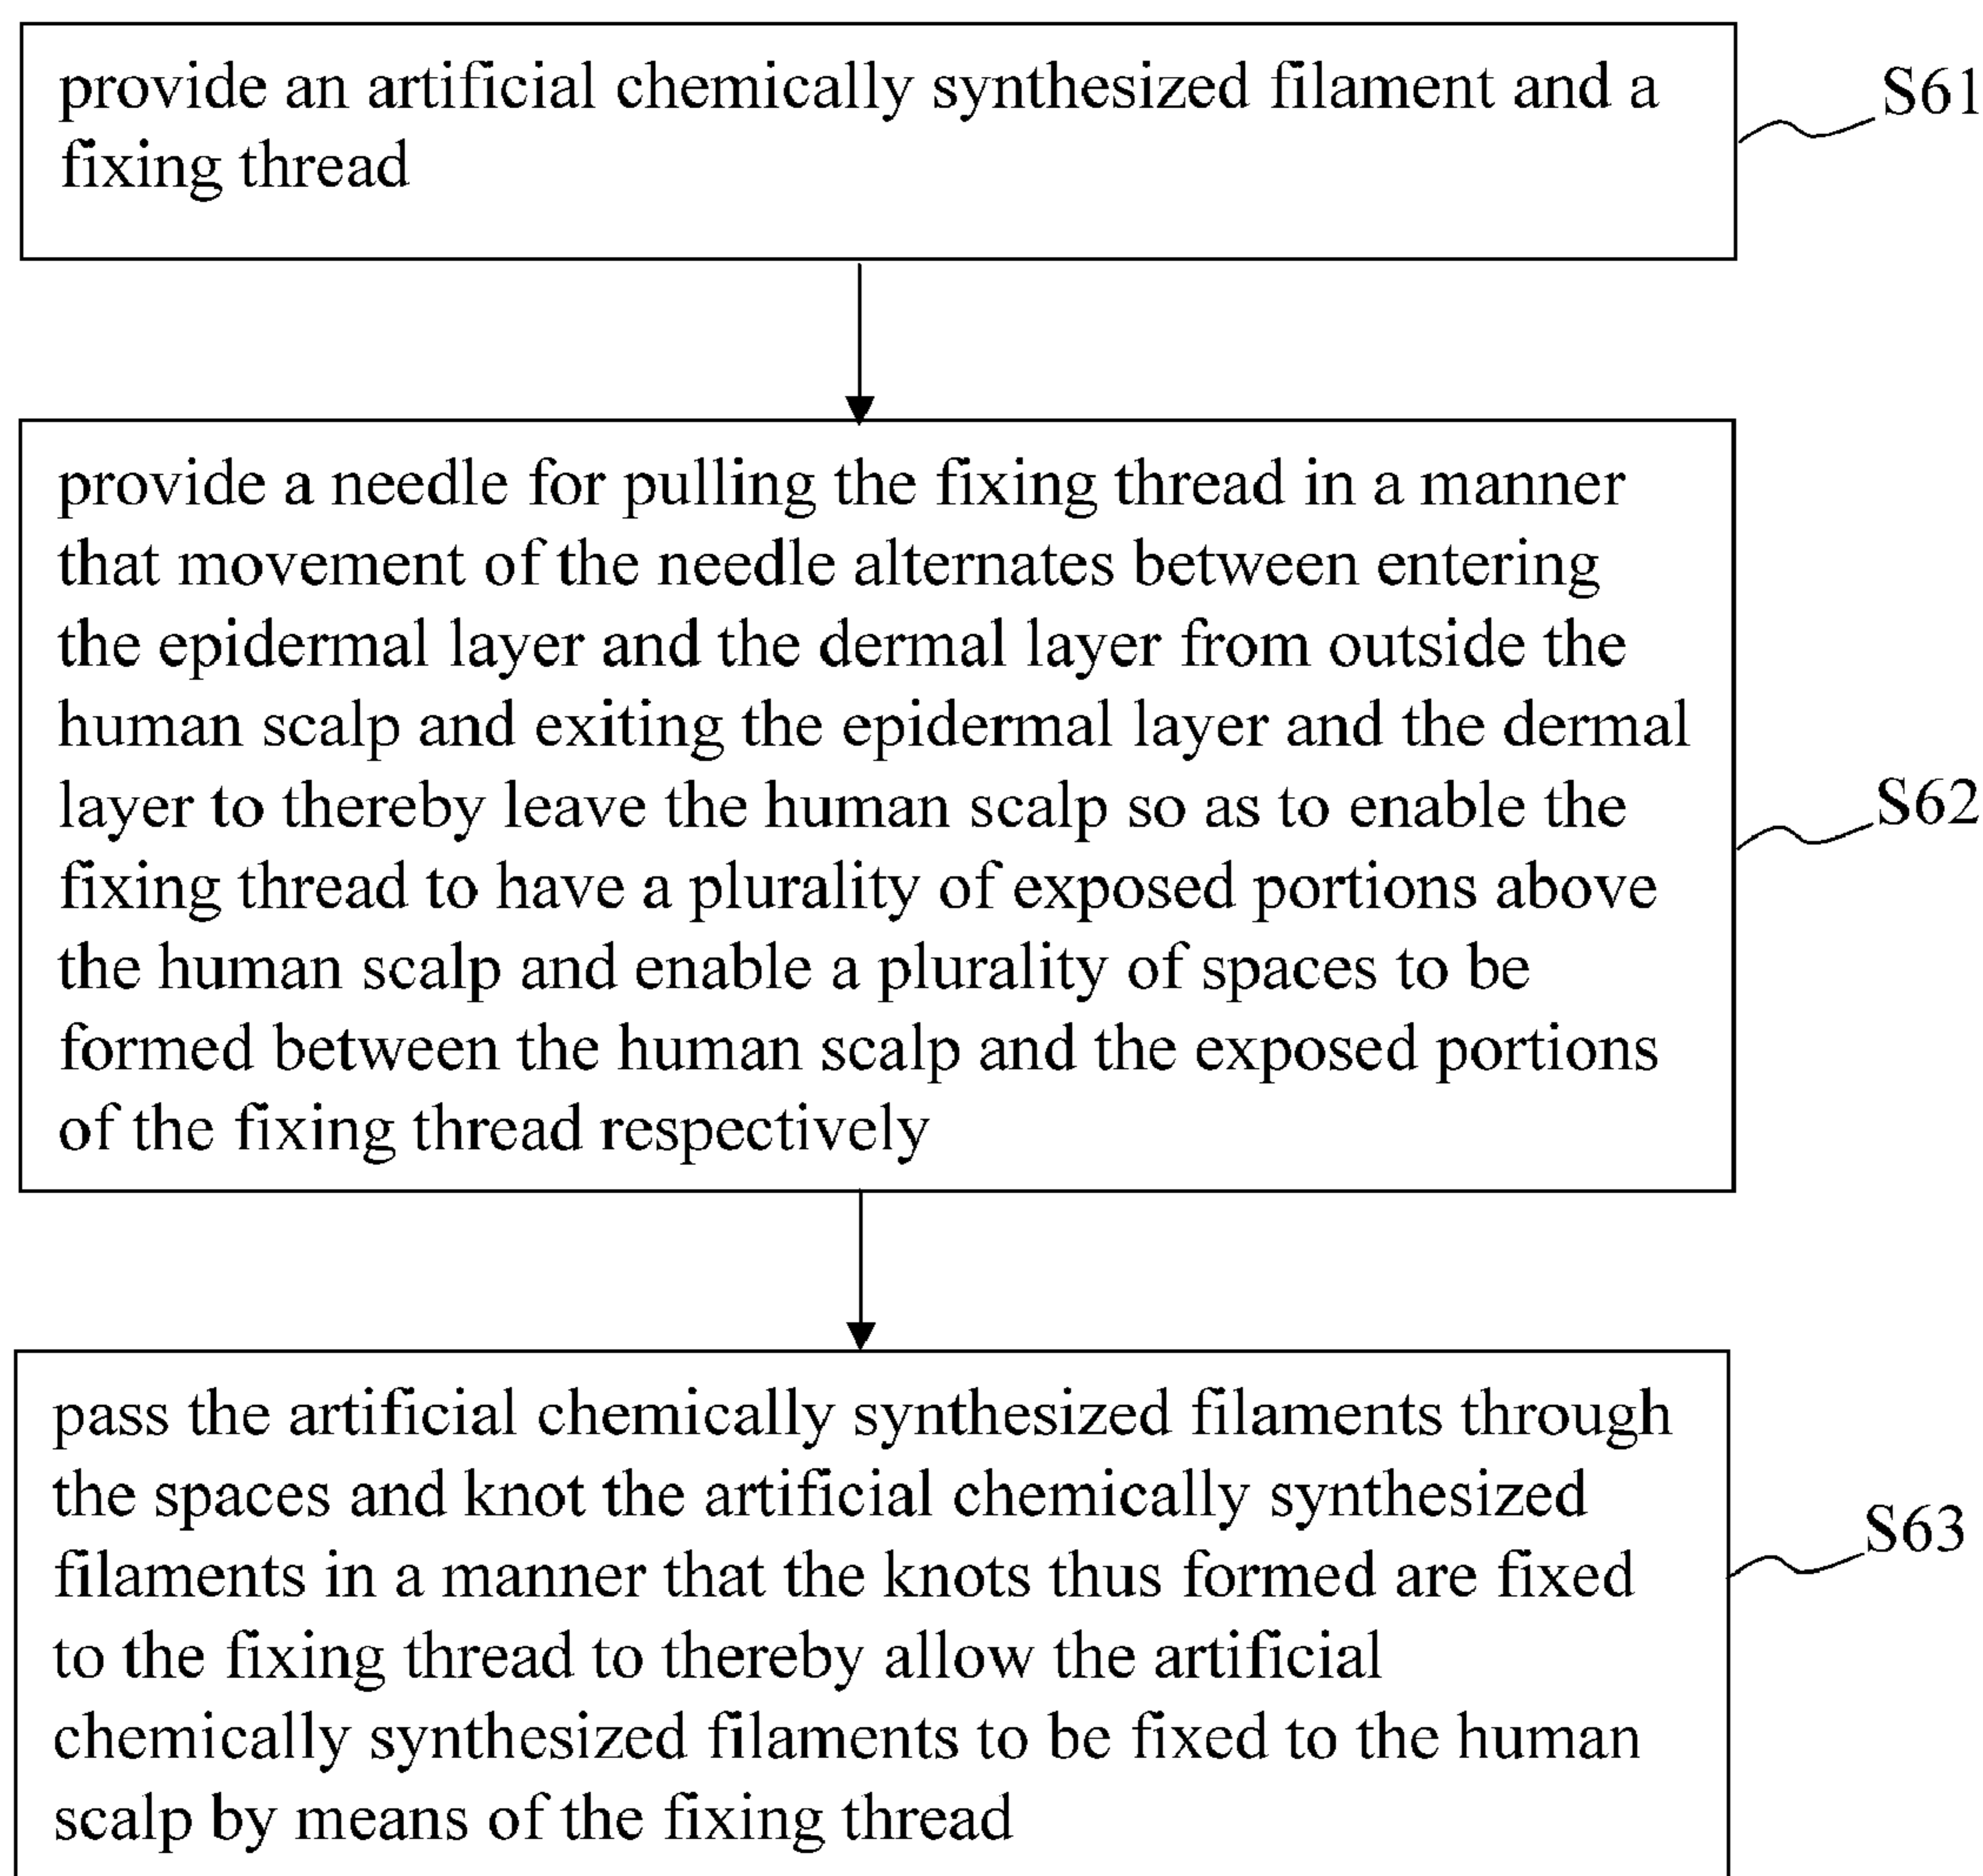 provide an artificial chemically synthesized filament and a
fixing thread
S61
provide a needle for pulling the fixing thread in a manner
that movement of the needle alternates between entering
the epidermal layer and the dermal layer from outside the
human scalp and exiting the epidermal layer and the dermal
layer to thereby leave the human scalp so as to enable the
fixing thread to have a plurality of exposed portions above
the human scalp and enable a plurality of spaces to be
formed between the human scalp and the exposed portions
of the fixing thread respectively
S62
pass the artificial chemically synthesized filaments through
the spaces and knot the artificial chemically synthesized
filaments in a manner that the knots thus formed are fixed
to the fixing thread to thereby allow the artificial
chemically synthesized filaments to be fixed to the human
scalp by means of the fixing thread
S63